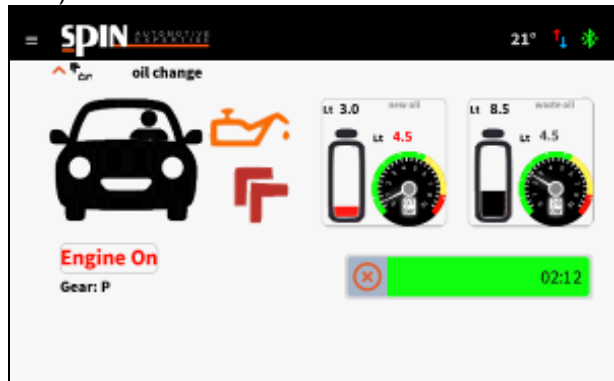 SPIN AUTOMOTIVE EXPERTISE
21°
oil change
Lt 3.0 new oil
Lt 4.5
Lt 8.5 waste oil
Lt 4.5
Engine On
Gear: P
02:12